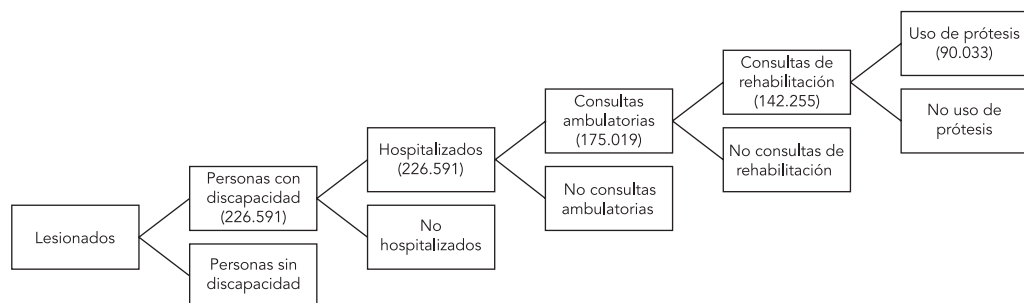 Lesionados
Personas con
discapacidad
(226.591)
Personas sin
discapacidad
Hospitalizados
(226.591)
No
hospitalizados
Consultas
ambulatorias
(175.019)
No consultas
ambulatorias
Consultas de
rehabilitación
(142.255)
No consultas de
rehabilitación
Uso de prótesis
(90.033)
No uso de
prótesis